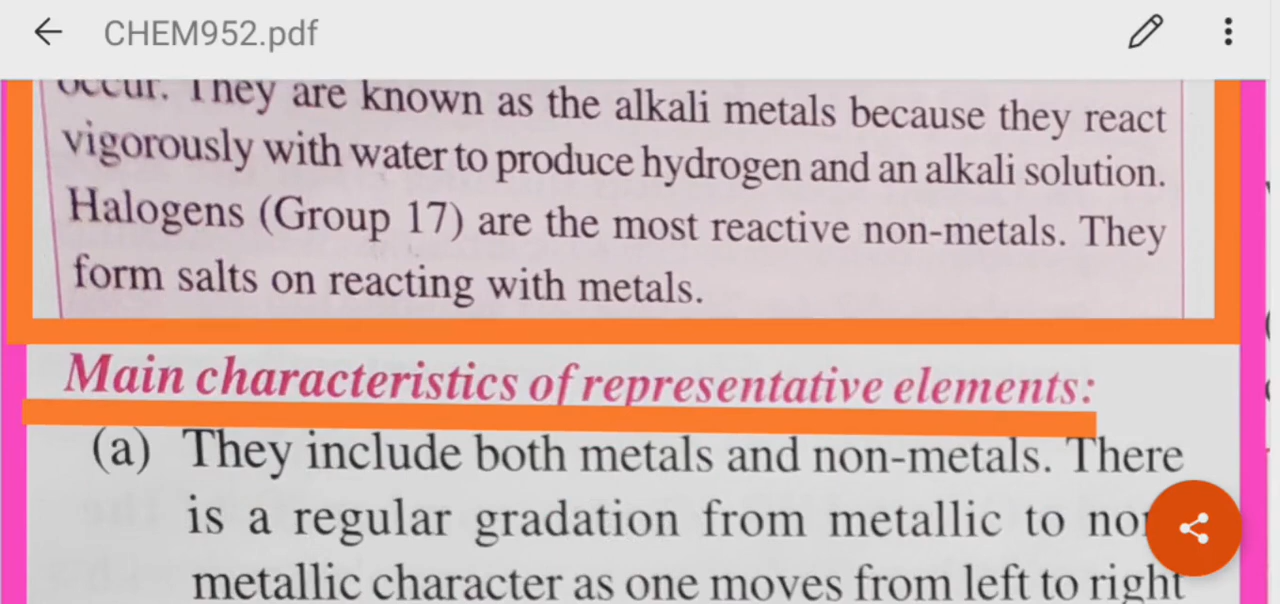 CHEM952.pdf
occur. They are known as the alkali metals because they react
vigorously with water to produce hydrogen and an alkali solution.
Halogens (Group 17) are the most reactive non-metals. They
form salts on reacting with metals.
Main characteristics of representative elements:
(a) They include both metals and non-metals. There
is a regular gradation from metallic to
metallic character as one moves from left to right